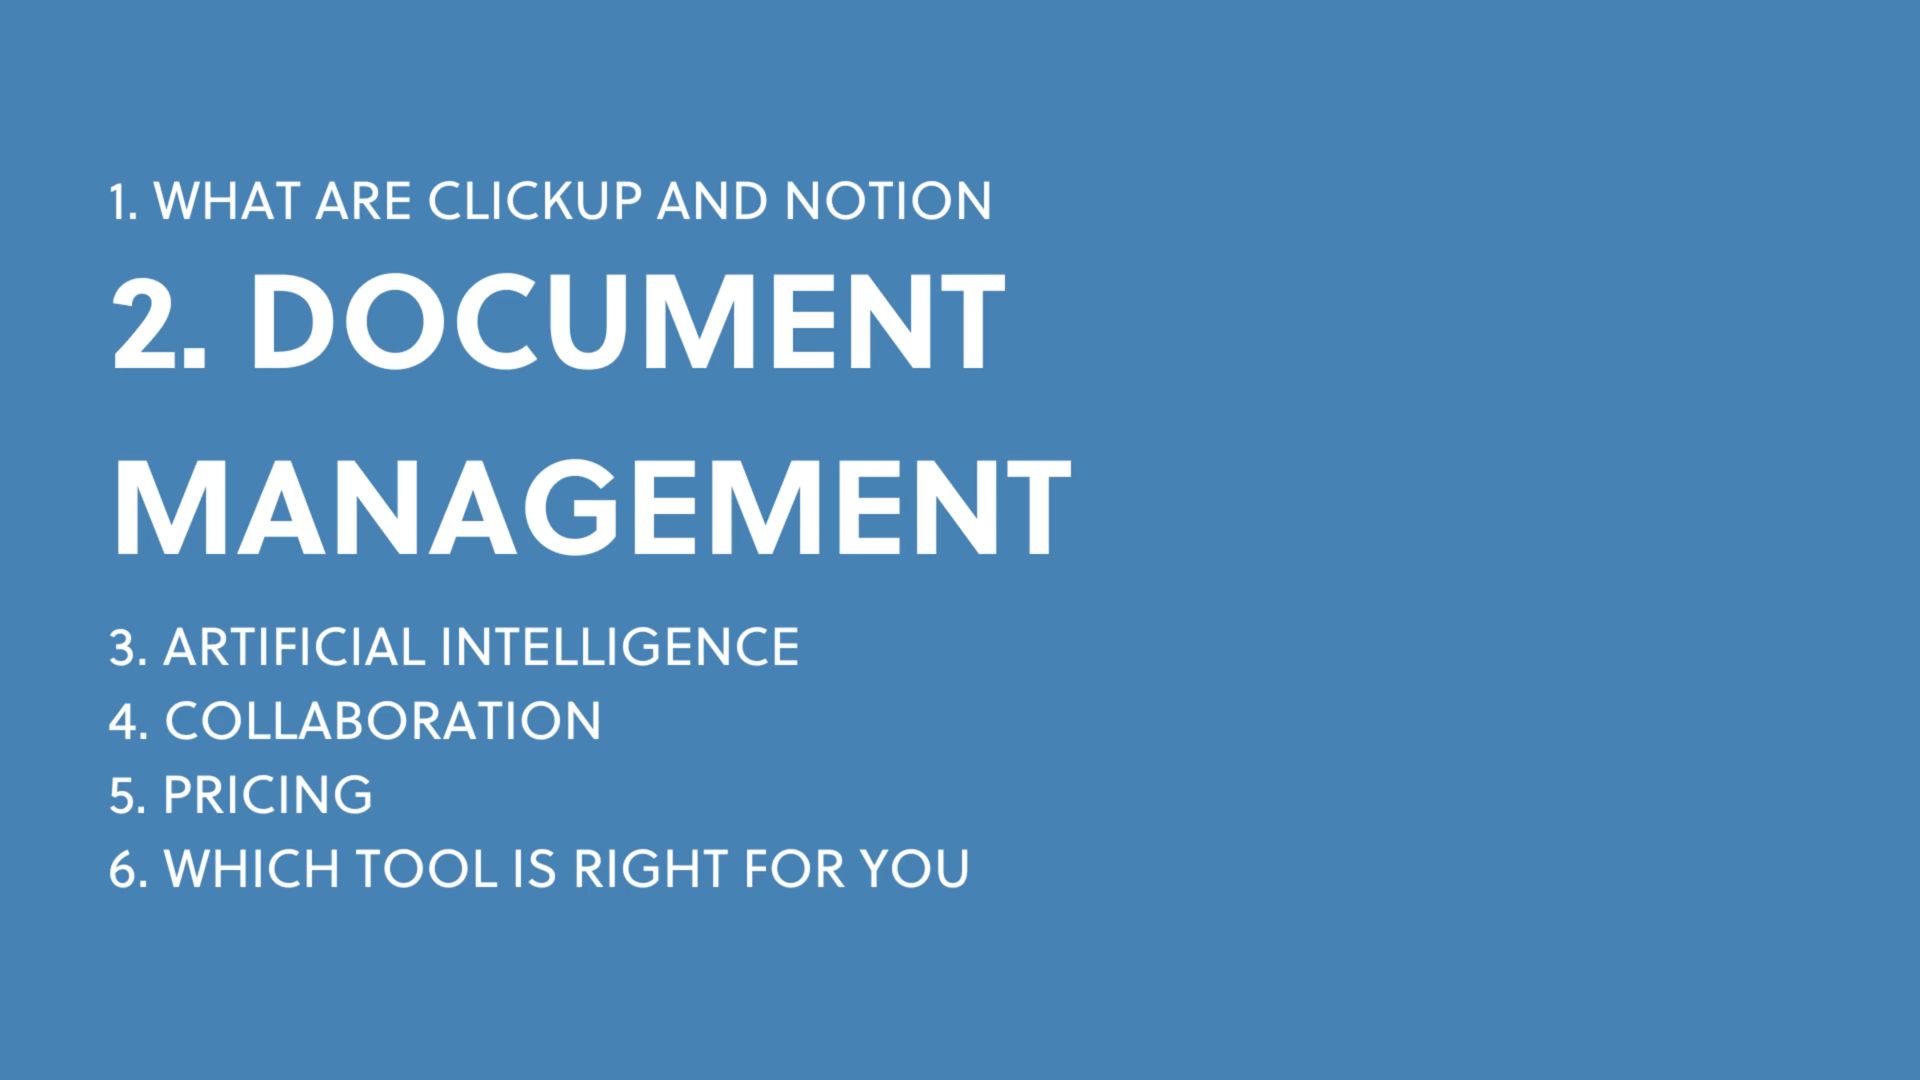 1. WHAT ARE CLICKUP AND NOTION
2. DOCUMENT
MANAGEMENT
3. ARTIFICIAL INTELLIGENCE
4. COLLABORATION
5. PRICING
6. WHICH TOOL IS RIGHT FOR YOU